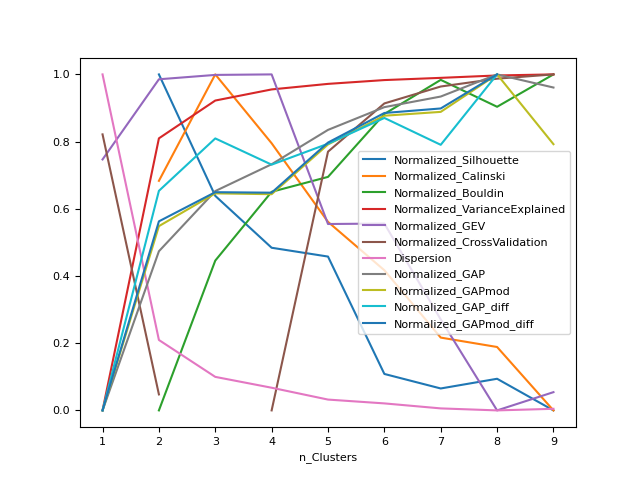 1.0
0.8
0.6
0.4
0.2
0.0
Normalized_Silhouette
Normalized_Calinski
Normalized_Bouldin
Normalized_VarianceExplained
Normalized_GEV
Normalized_CrossValidation
Dispersion
Normalized_GAP
Normalized_GAPmod
Normalized_GAP_diff
Normalized_GAPmod_diff
1 2 3 4 5 6 7 8 9
n_Clusters